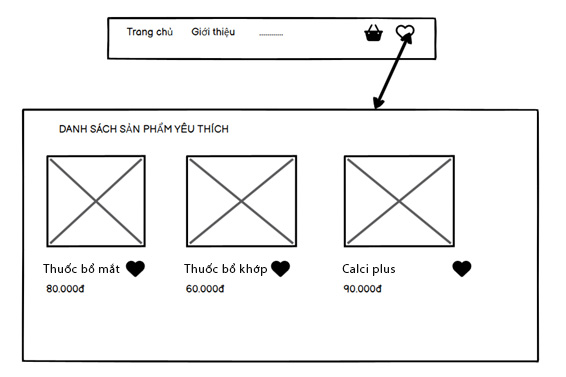 Trang chủ Giới thiệu ............
DANH SÁCH SẢN PHẨM YÊU THÍCH
Thuốc bổ mắt Thuốc bổ khớp Calci plus
80.000đ 60.000đ 90.000đ